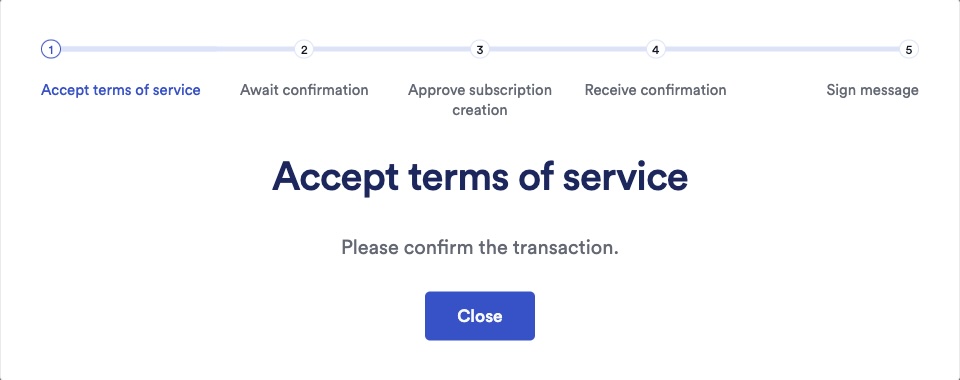 1 2 3 4 5
Accept terms of service Await confirmation Approve subscription Receive confirmation Sign message
creation
Accept terms of service
Please confirm the transaction.
Close